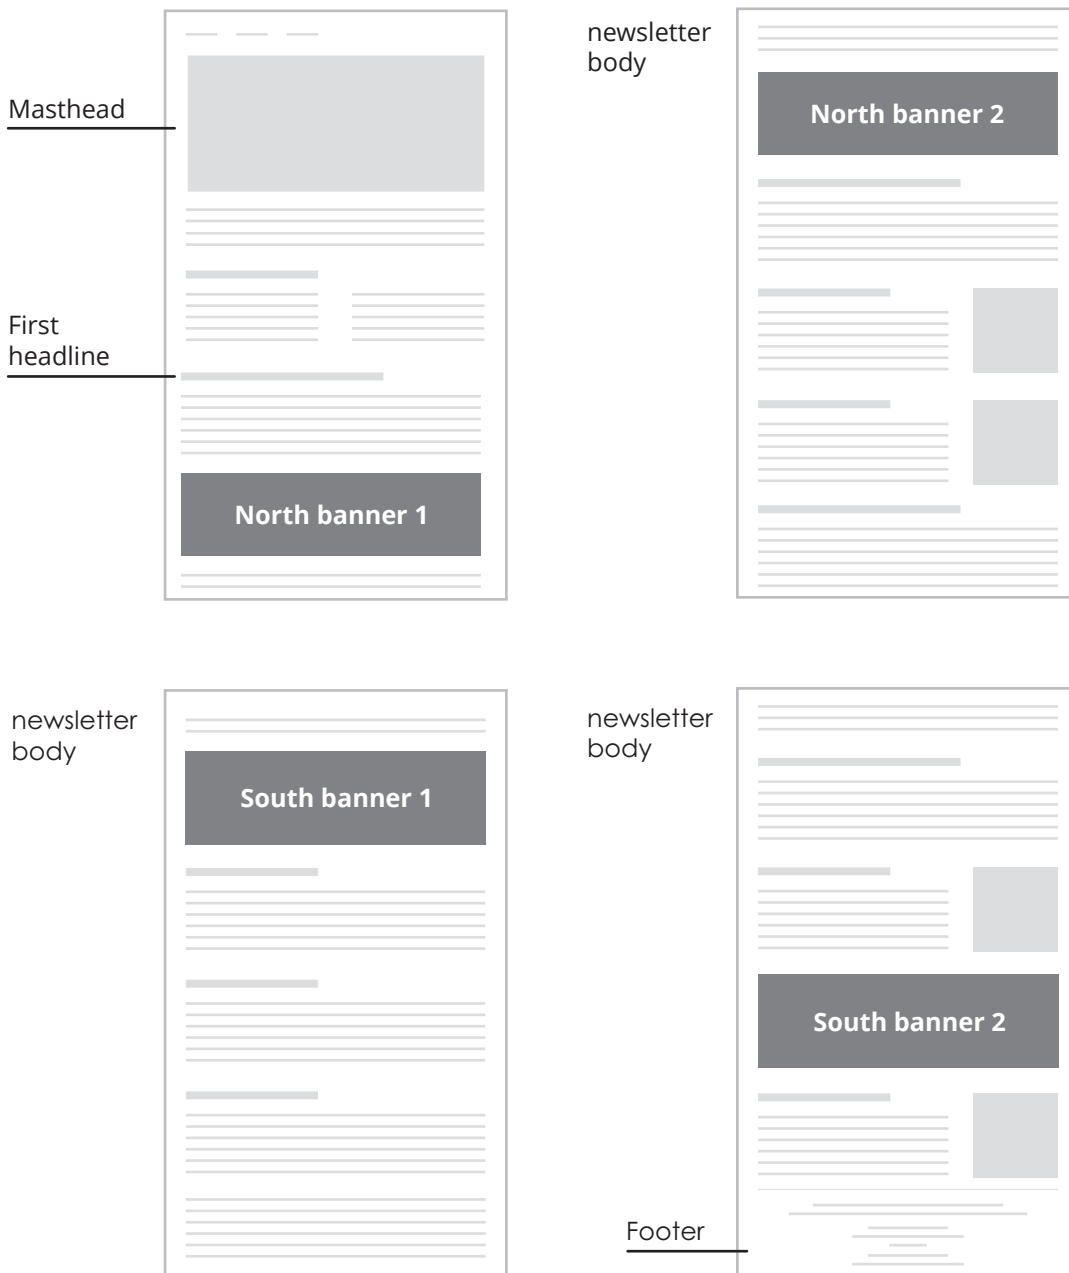 Masthead
First
headline
North banner 1
newsletter
body
North banner 2
newsletter
body
South banner 1
newsletter
body
South banner 2
Footer